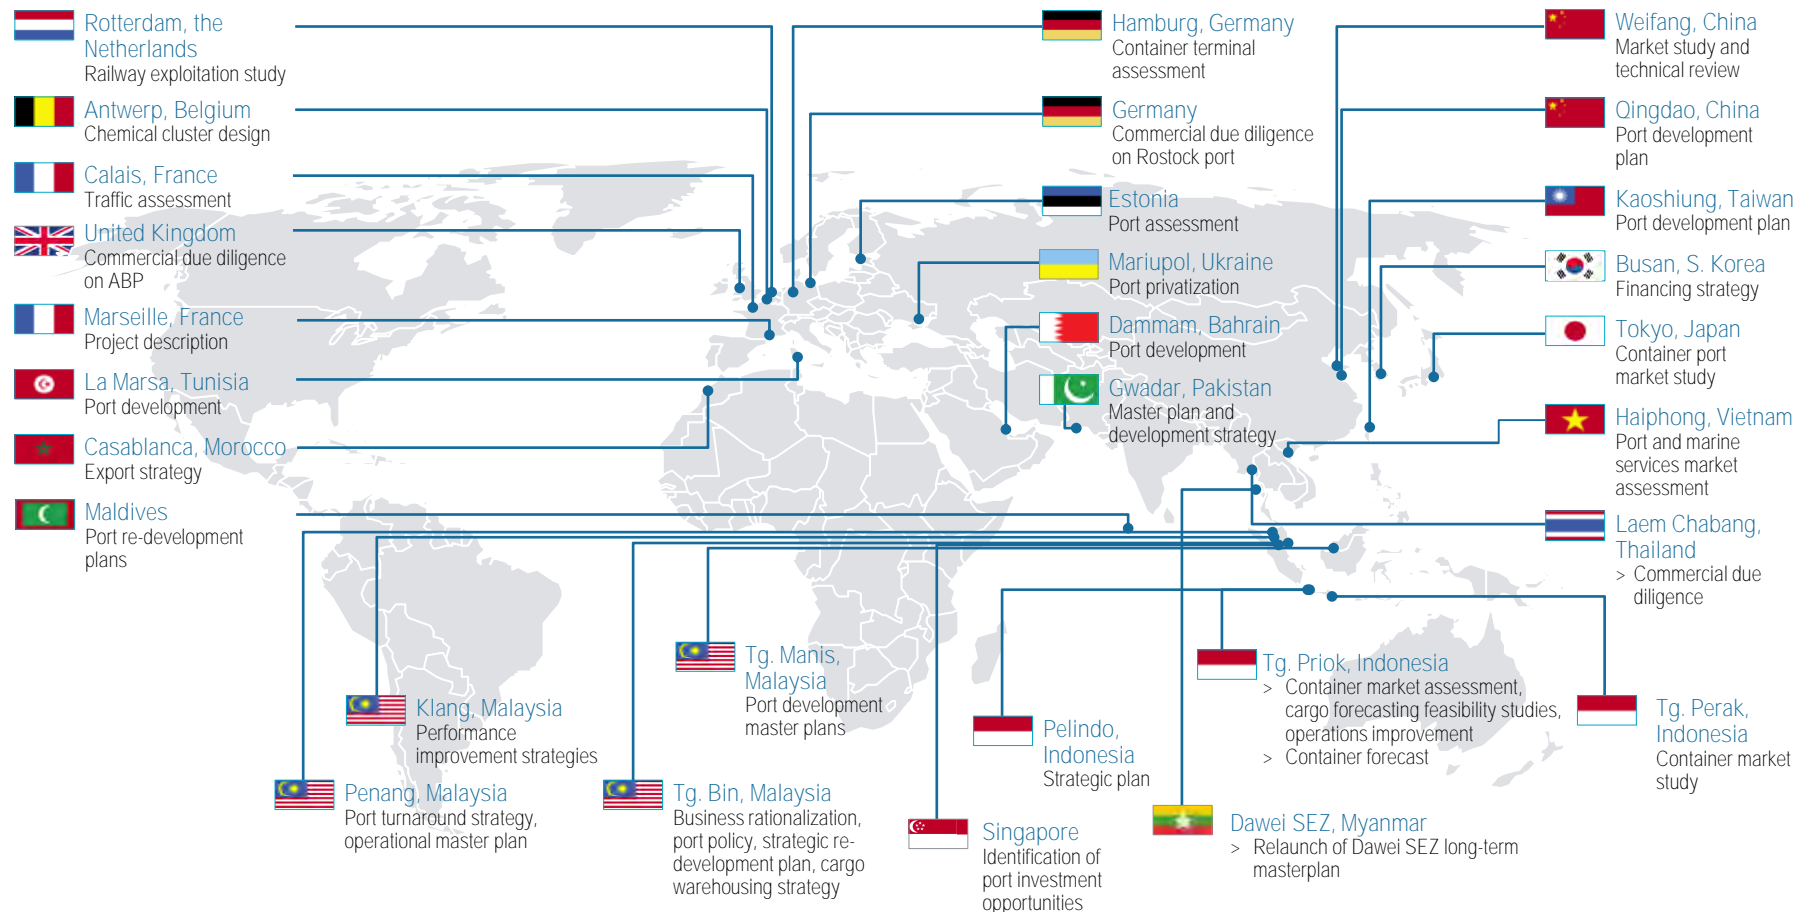 Rotterdam, the
Netherlands
Railway exploitation study
Antwerp, Belgium
Chemical cluster design
Calais, France
Traffic assessment
United Kingdom
Commercial due diligence
on ABP
Marseille, France
Project description
La Marsa, Tunisia
Port development
Casablanca, Morocco
Export strategy
Maldives
Port re-development
plans
Hamburg, Germany
Container terminal
assessment
Germany
Commercial due diligence
on Rostock port
Estonia
Port assessment
Mariupol, Ukraine
Port privatization
Dammam, Bahrain
Port development
Gwadar, Pakistan
Master plan and
development strategy
Weifang, China
Market study and
technical review
Qingdao, China
Port development
plan
Kaoshiung, Taiwan
Port development plan
Busan, S. Korea
Financing strategy
Tokyo, Japan
Container port
market study
Haiphong, Vietnam
Port and marine
services market
assessment
Laem Chabang,
Thailand
> Commercial due
diligence
Tg. Manis,
Malaysia
Port development
master plans
Klang, Malaysia
Performance
improvement strategies
Penang, Malaysia
Port turnaround strategy,
operational master plan
Tg. Bin, Malaysia
Business rationalization,
port policy, strategic re-
development plan, cargo
warehousing strategy
Singapore
Identification of
port investment
opportunities
Pelindo,
Indonesia
Strategic plan
Tg. Priok, Indonesia
> Container market assessment,
cargo forecasting feasibility studies,
operations improvement
> Container forecast
Dawei SEZ, Myanmar
> Relaunch of Dawei SEZ long-term
masterplan
Tg. Perak,
Indonesia
Container market
study